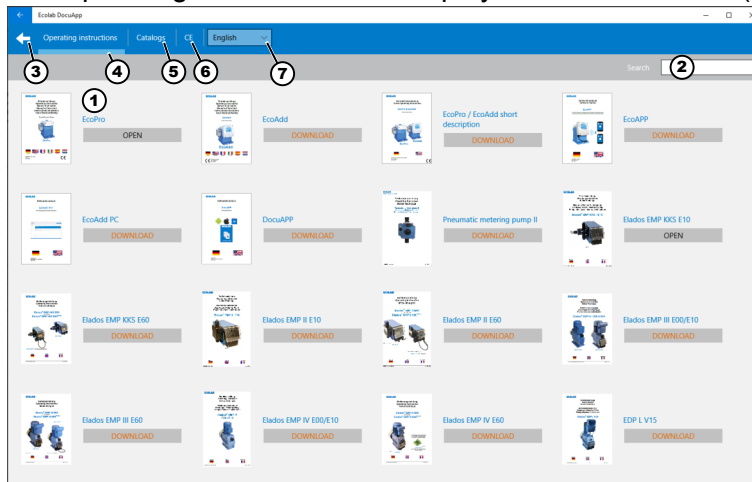 Ecolab DocuApp
Operating instructions
Catalogs
CE
English
3
4
5
6
7
Search
2
1
EcoPro
OPEN
EcoAdd
DOWNLOAD
EcoPro / EcoAdd short
description
DOWNLOAD
EcoAPP
DOWNLOAD
EcoAdd PC
DOWNLOAD
DocuAPP
DOWNLOAD
Pneumatic metering pump II
DOWNLOAD
Elados EMP KKS E10
OPEN
Elados EMP KKS E60
DOWNLOAD
Elados EMP II E10
DOWNLOAD
Elados EMP II E60
DOWNLOAD
Elados EMP III E00/E10
DOWNLOAD
Elados EMP III E60
DOWNLOAD
Elados EMP IV E00/E10
DOWNLOAD
Elados EMP IV E60
DOWNLOAD
EDP L V15
DOWNLOAD